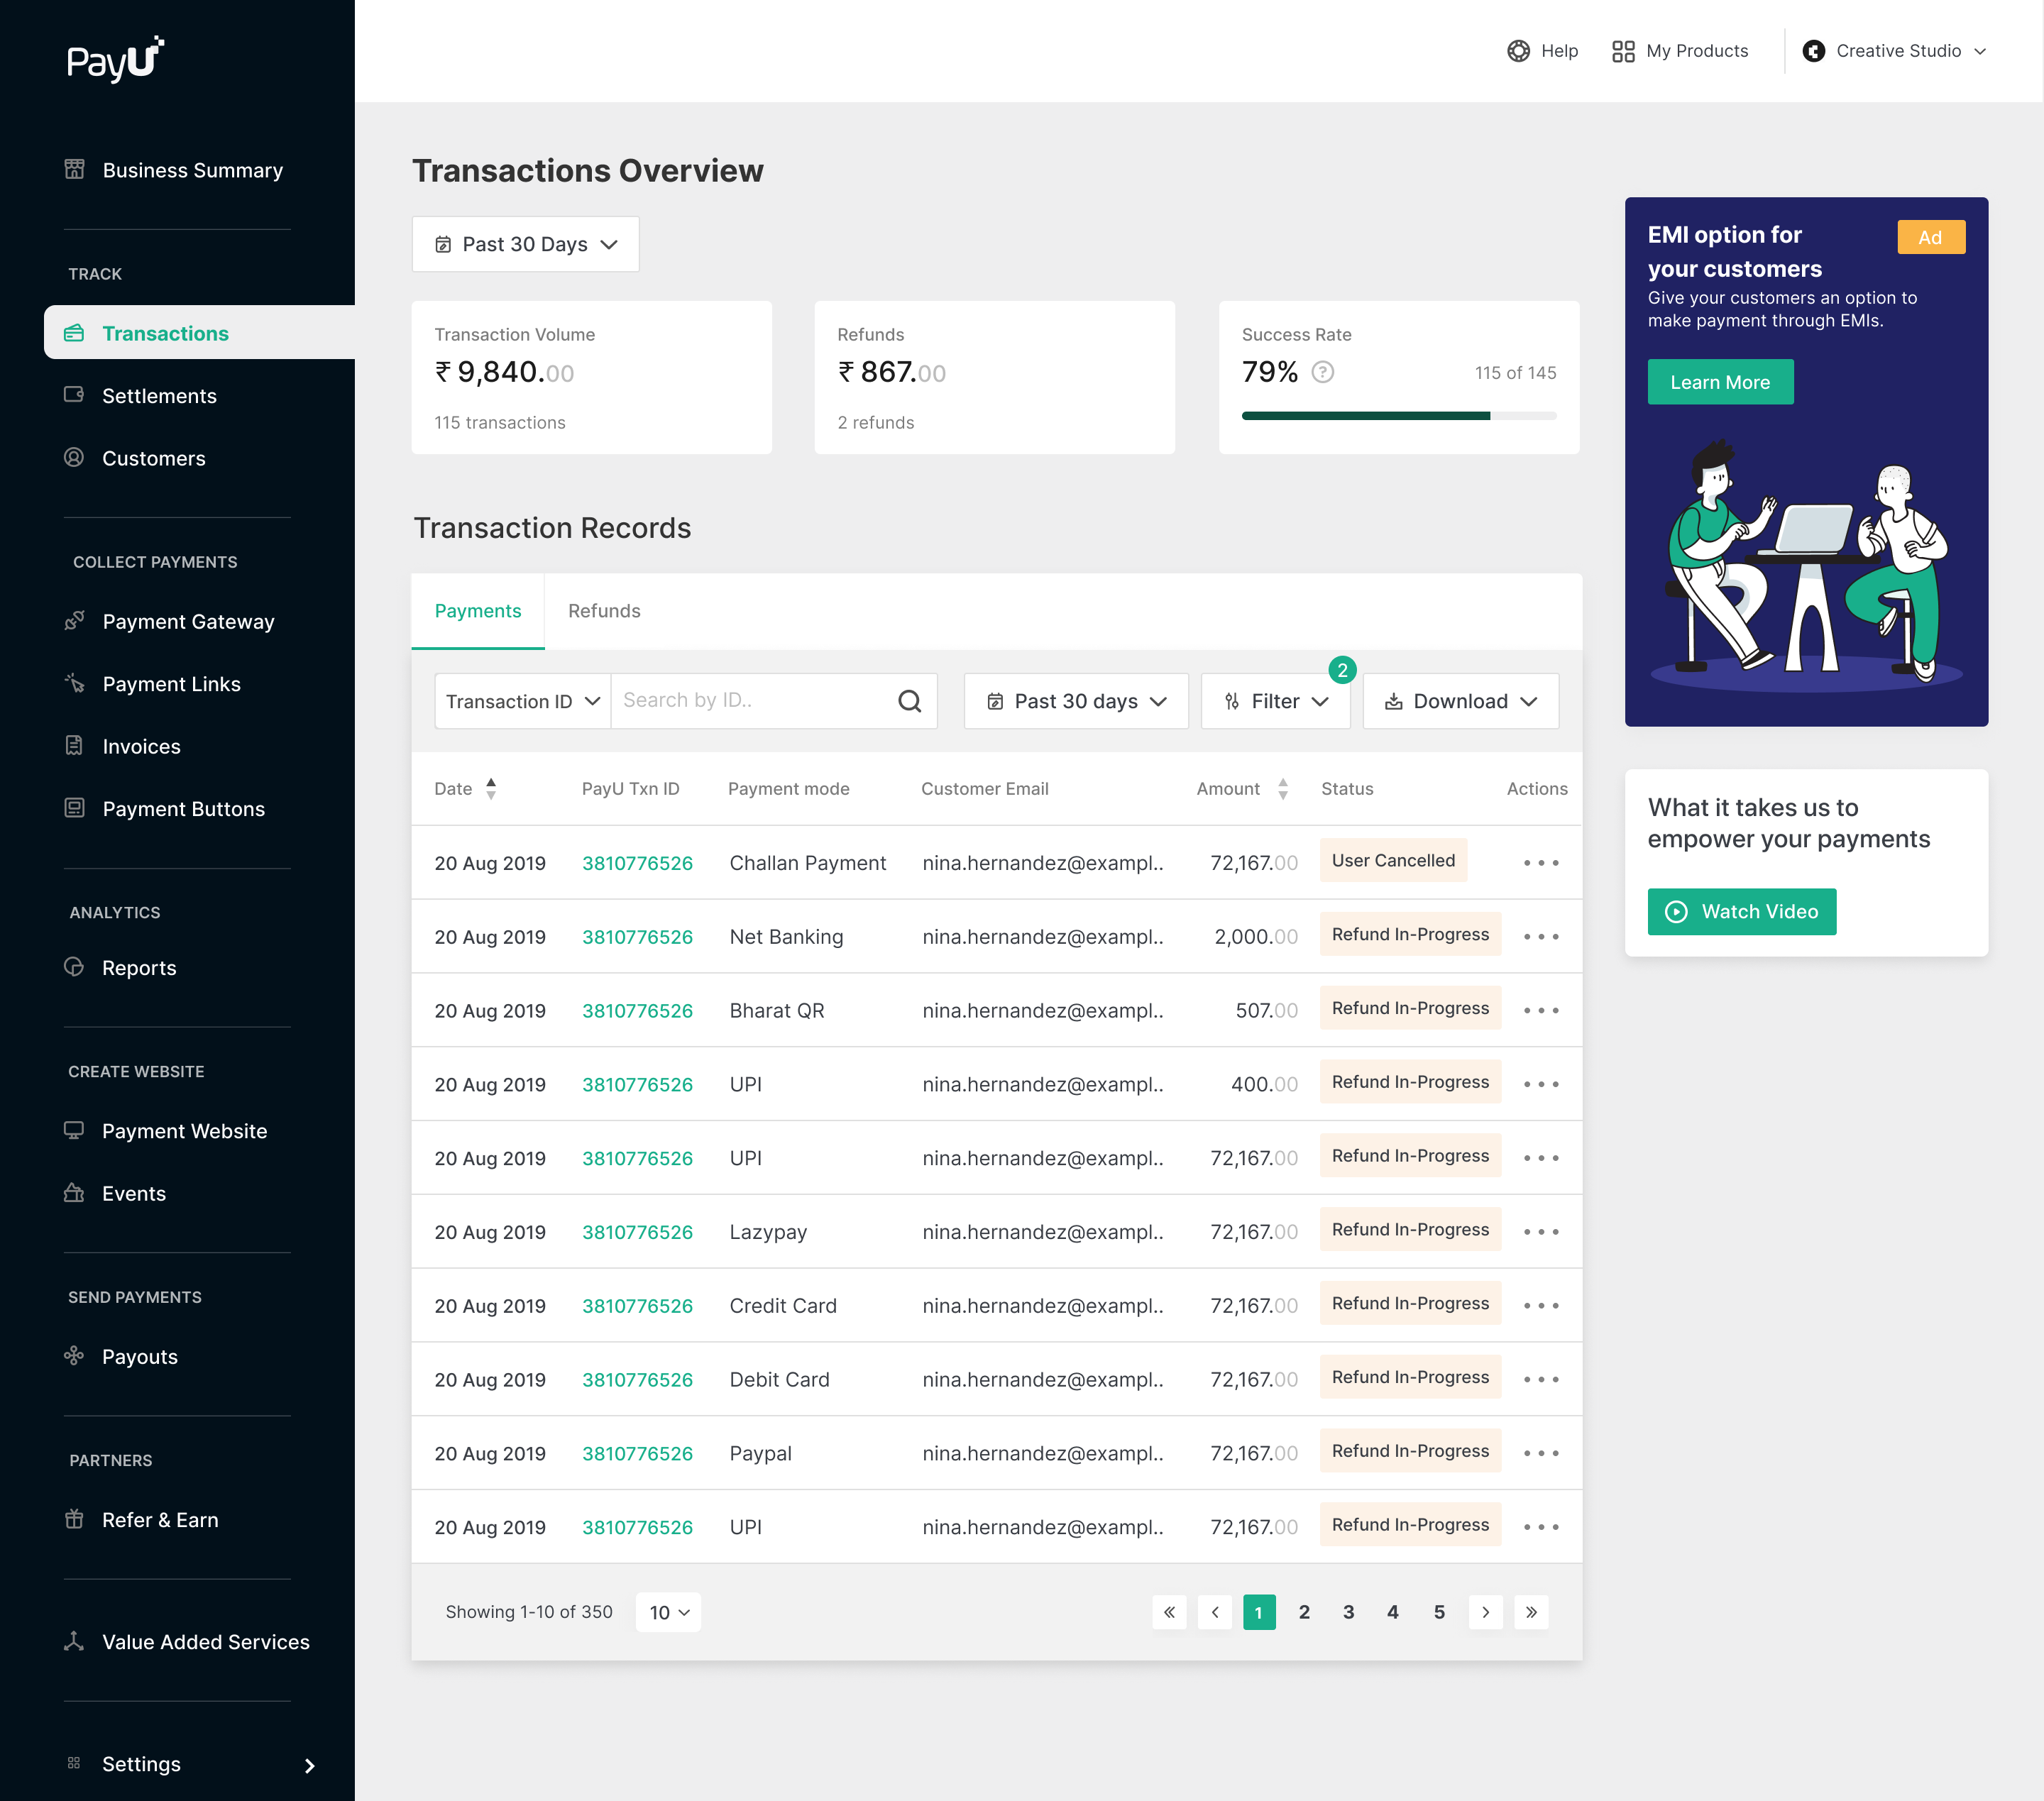 PayU
Business Summary
TRACK
Transactions
Settlements
Customers
COLLECT PAYMENTS
Payment Gateway
Payment Links
Invoices
Payment Buttons
ANALYTICS
Reports
CREATE WEBSITE
Payment Website
Events
SEND PAYMENTS
Payouts
PARTNERS
Refer & Earn
Value Added Services
Settings
Help
My Products
Creative Studio
Transactions Overview
Past 30 Days
Transaction Volume
₹ 9,840.00
115 transactions
Refunds
₹ 867.00
2 refunds
Success Rate
79% ? 115 of 145
Transaction Records
Payments Refunds
Transaction ID Search by ID.. Past 30 days Filter 2 Download
Date PayU Txn ID Payment mode Customer Email Amount Status Actions
20 Aug 2019 3810776526 Challan Payment nina.hernandez@exampl.. 72,167.00 User Cancelled
20 Aug 2019 3810776526 Net Banking nina.hernandez@exampl.. 2,000.00 Refund In-Progress
20 Aug 2019 3810776526 Bharat QR nina.hernandez@exampl.. 507.00 Refund In-Progress
20 Aug 2019 3810776526 UPI nina.hernandez@exampl.. 400.00 Refund In-Progress
20 Aug 2019 3810776526 UPI nina.hernandez@exampl.. 72,167.00 Refund In-Progress
20 Aug 2019 3810776526 Lazypay nina.hernandez@exampl.. 72,167.00 Refund In-Progress
20 Aug 2019 3810776526 Credit Card nina.hernandez@exampl.. 72,167.00 Refund In-Progress
20 Aug 2019 3810776526 Debit Card nina.hernandez@exampl.. 72,167.00 Refund In-Progress
20 Aug 2019 3810776526 Paypal nina.hernandez@exampl.. 72,167.00 Refund In-Progress
20 Aug 2019 3810776526 UPI nina.hernandez@exampl.. 72,167.00 Refund In-Progress
Showing 1-10 of 350 10 « ‹ 1 2 3 4 5 › »
EMI option for
your customers
Ad
Give your customers an option to
make payment through EMIs.
Learn More
What it takes us to
empower your payments
Watch Video